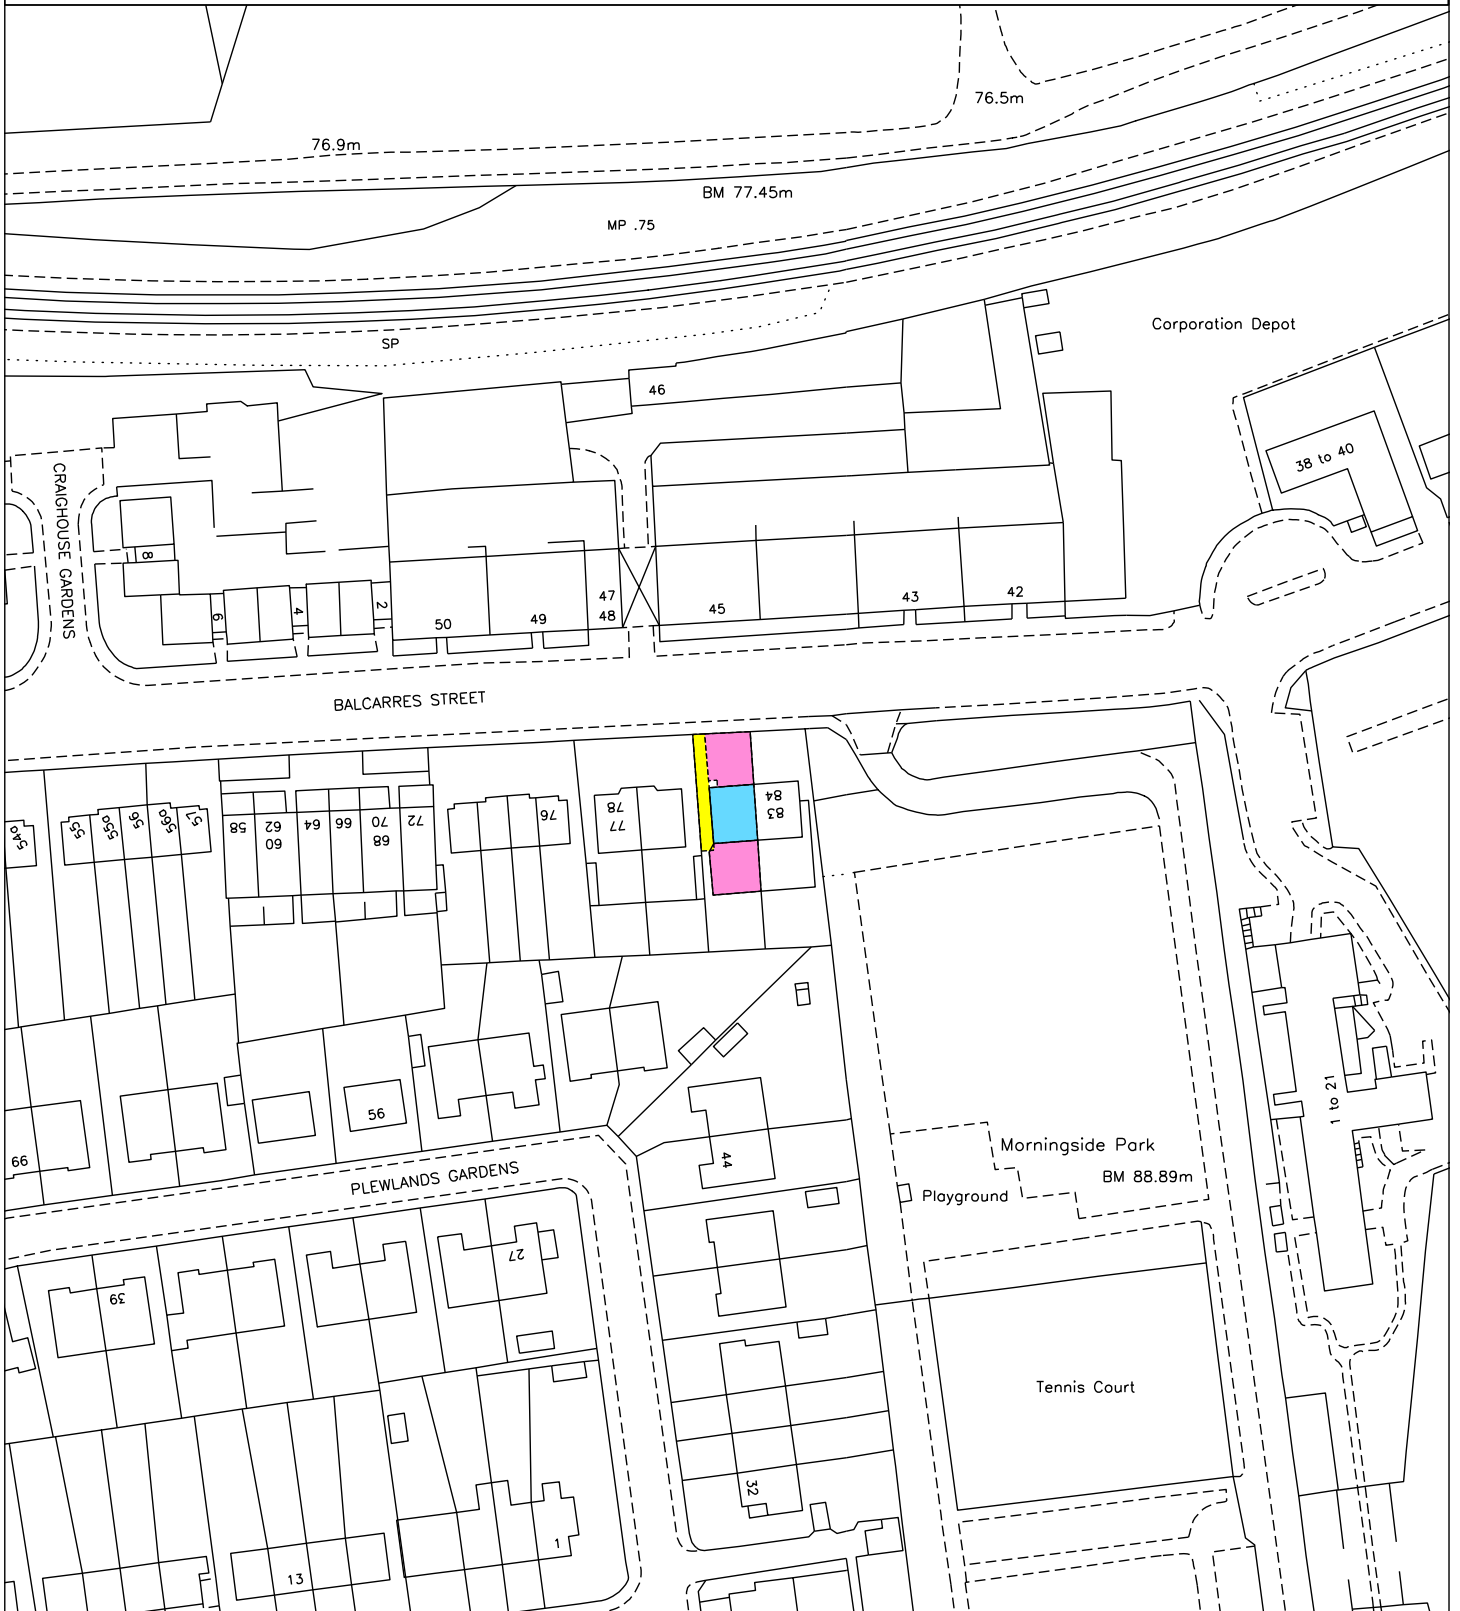 76.5m
76.9m
BM 77.45m
MP .75
Corporation Depot
SP
46
38 to 40
CRAIGHOUSE GARDENS
8
6
4
2
50
49
47
48
45
43
42
BALCARRES STREET
54a
55
55a
56
56a
57
58
62
60
64
66
70
68
72
76
78
77
84
83
56
66
44
1 to 21
Morningside Park
BM 88.89m
PLEWLANDS GARDENS
Playground
27
39
Tennis Court
32
1
13